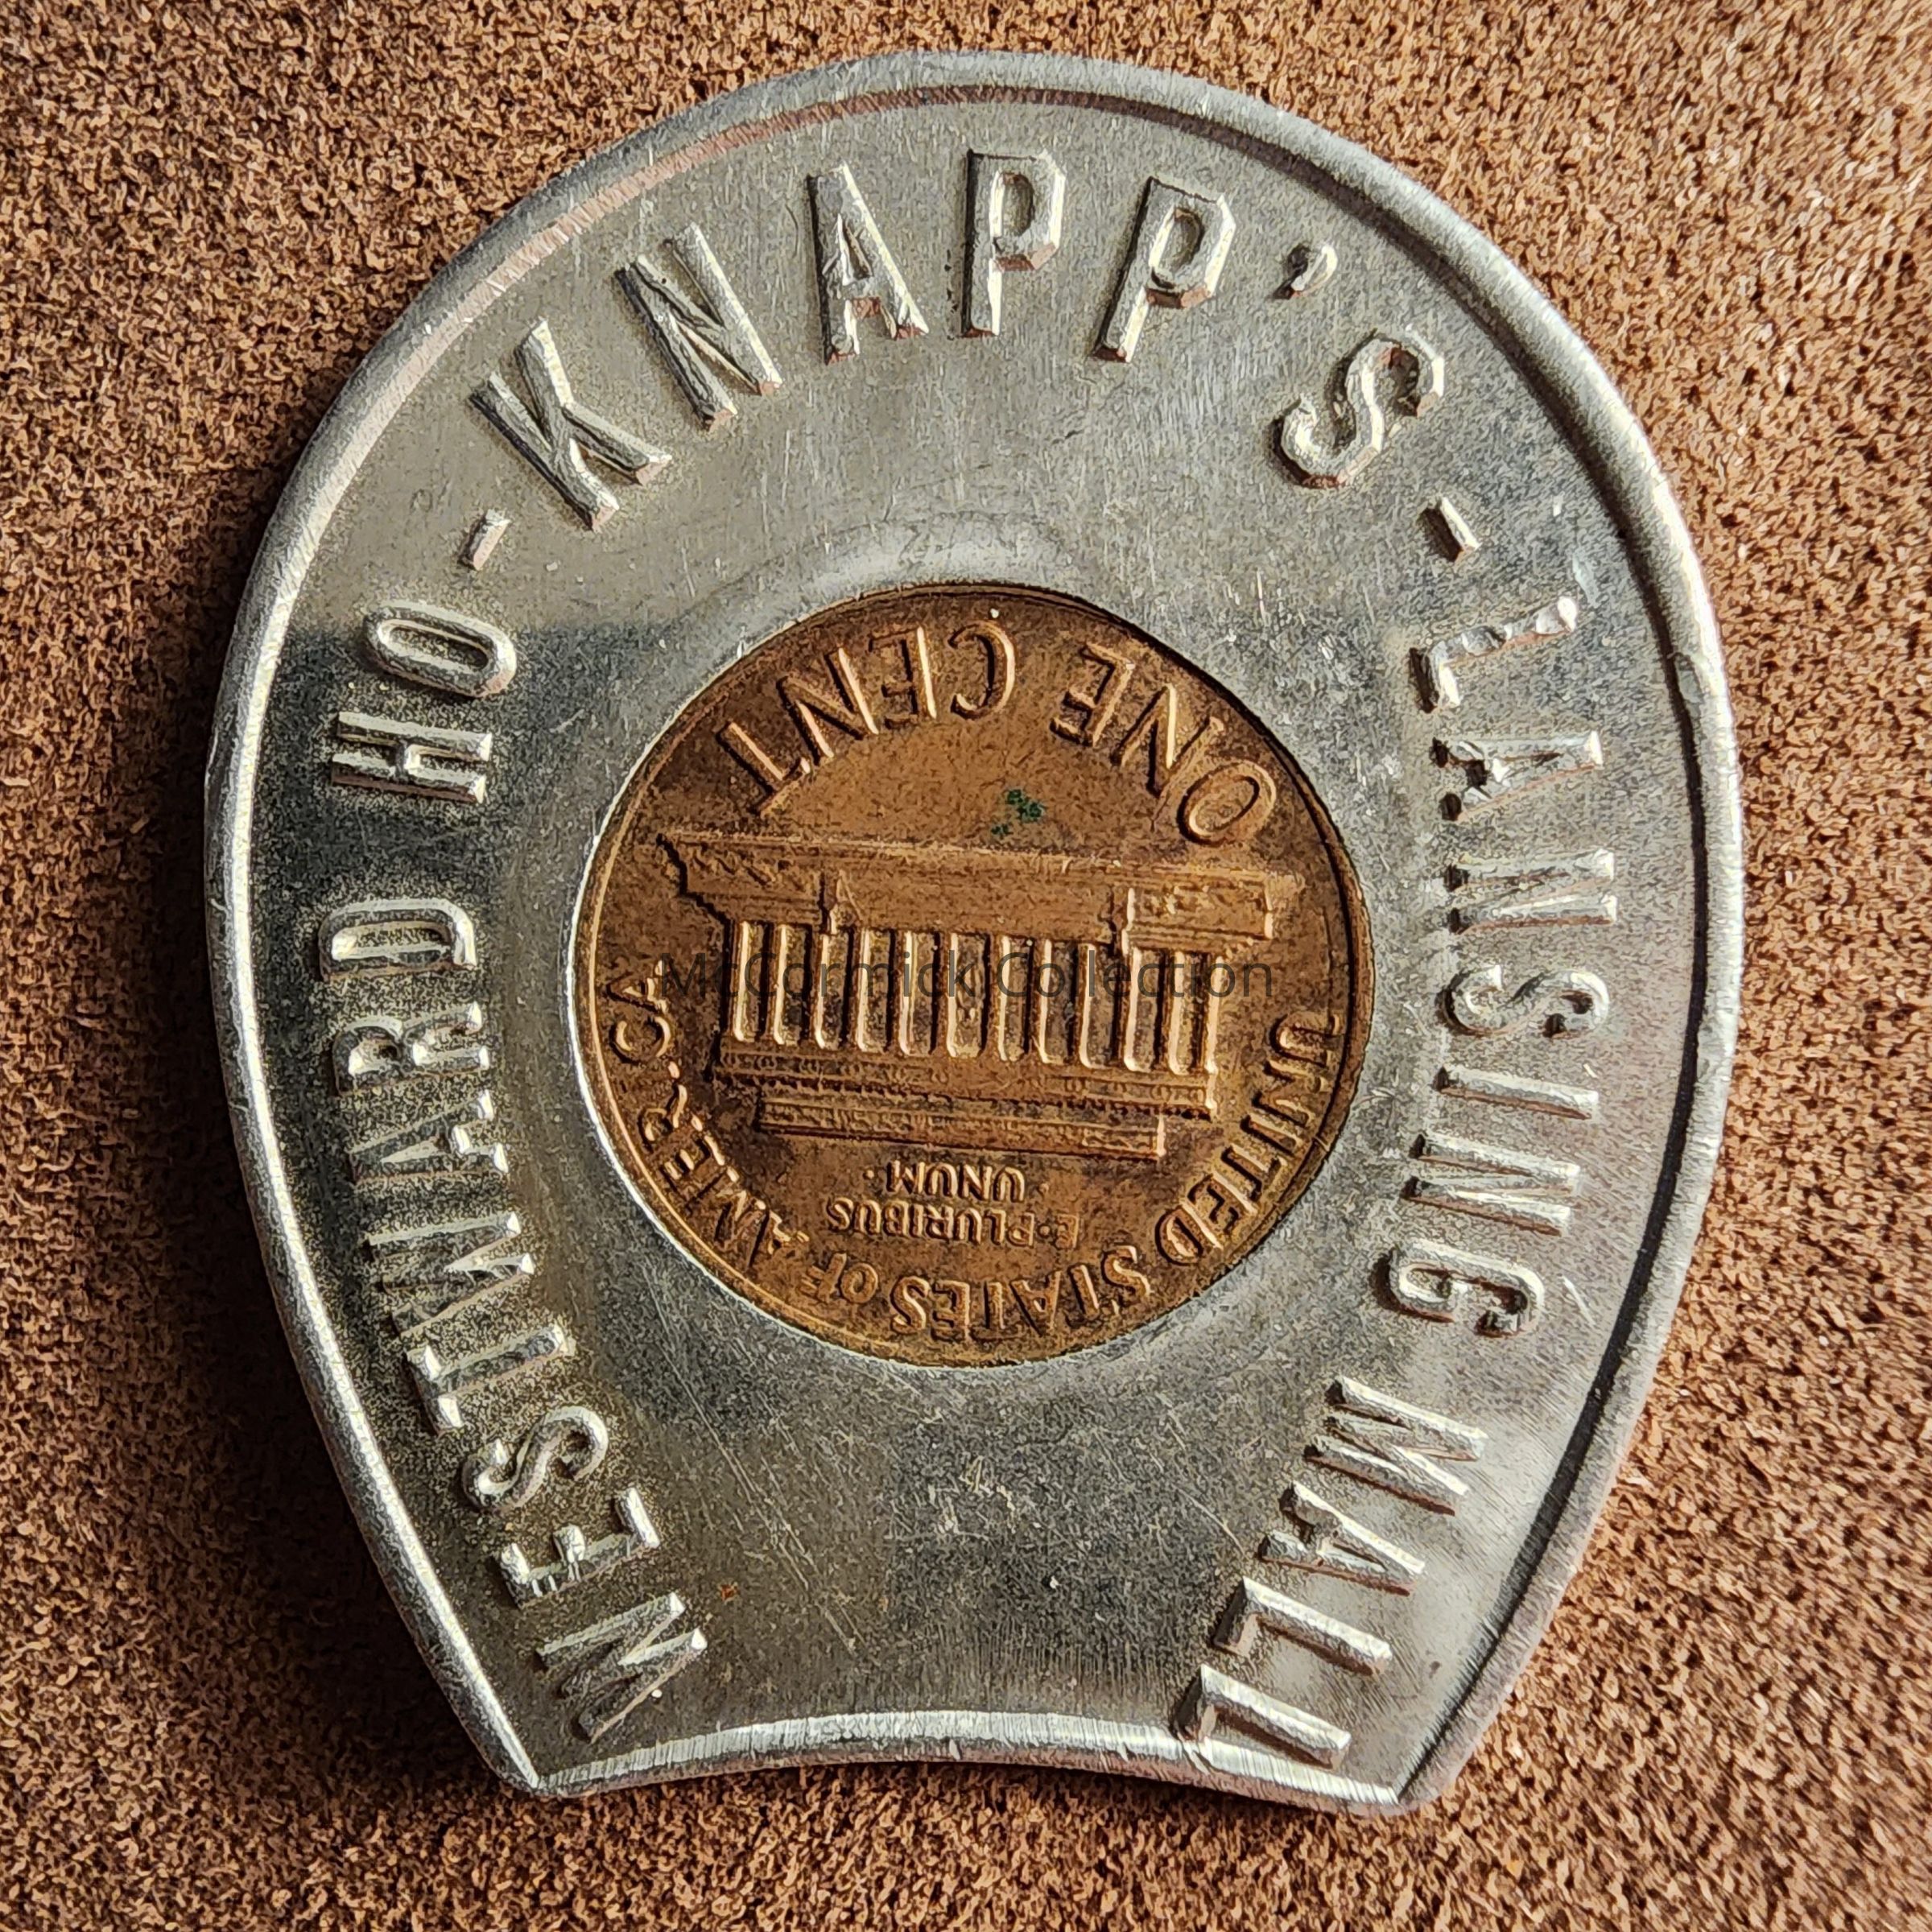 WESTWARD HO - KNAPP'S - LANSING MALL
ONE CENT
UNITED STATES OF AMERICA
E·PLURIBUS
·UNUM·
McCormick Collection